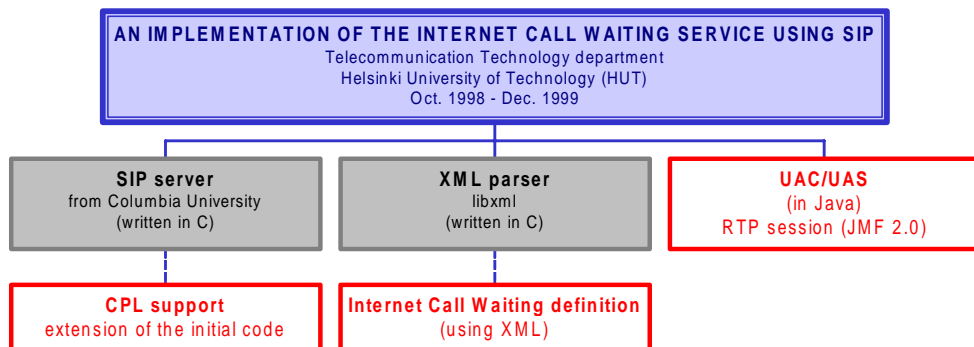 AN IMPLEMENTATION OF THE INTERNET CALL WAITING SERVICE USING SIP
Telecommunication Technology department
Helsinki University of Technology (HUT)
Oct. 1998 - Dec. 1999
SIP server
from Columbia University
(written in C)
XML parser
libxml
(written in C)
UAC/UAS
(in Java)
RTP session (JMF 2.0)
CPL support
extension of the initial code
Internet Call Waiting definition
(using XML)